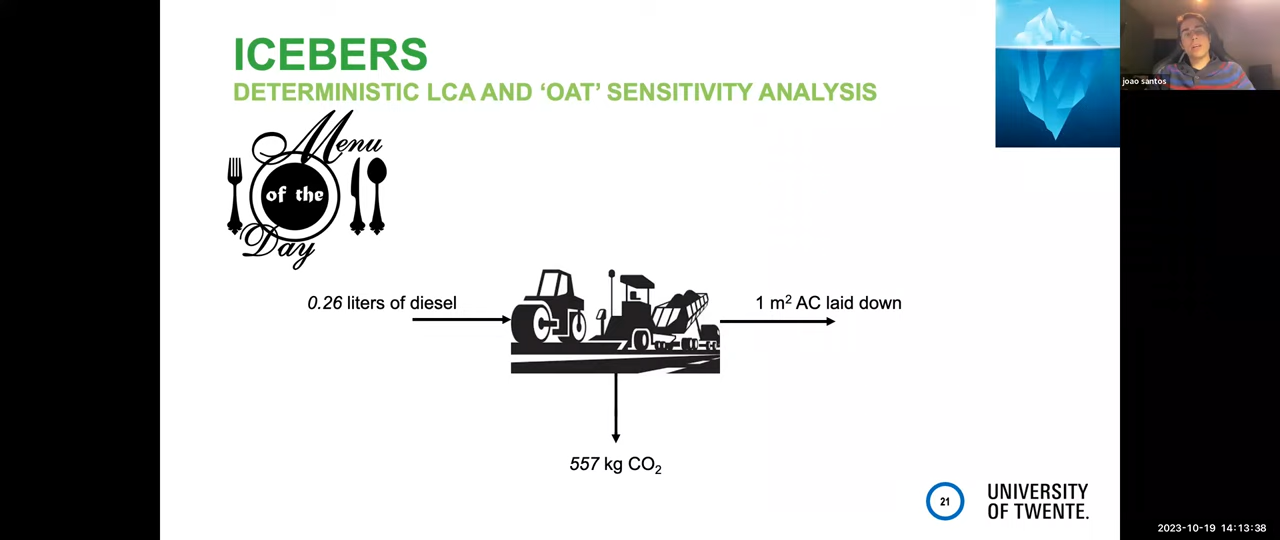 ICEBERS
DETERMINISTIC LCA AND ‘OAT’ SENSITIVITY ANALYSIS
joao santos
Menu
of the
Day
0.26 liters of diesel
1 m² AC laid down
557 kg CO₂
21
UNIVERSITY
OF TWENTE.
2023-10-19 14:13:38